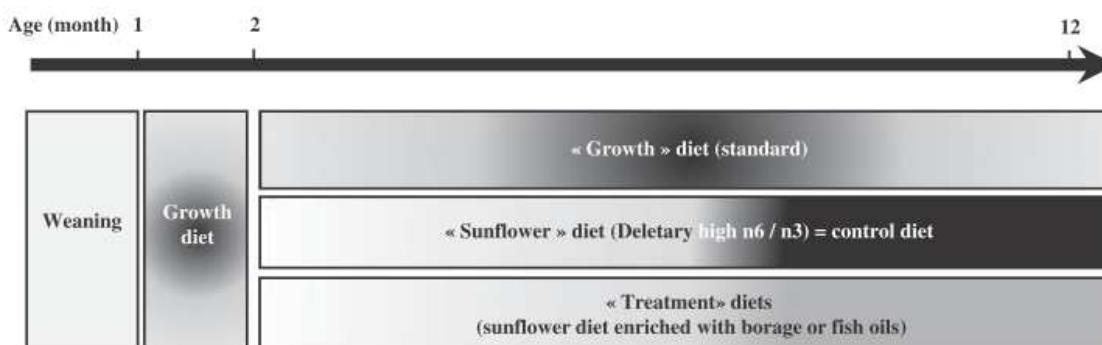 Age (month) 1 2 12
« Growth » diet (standard)
Weaning
Growth
diet
« Sunflower » diet (Deletary high n6 / n3) = control diet
« Treatment» diets
(sunflower diet enriched with borage or fish oils)